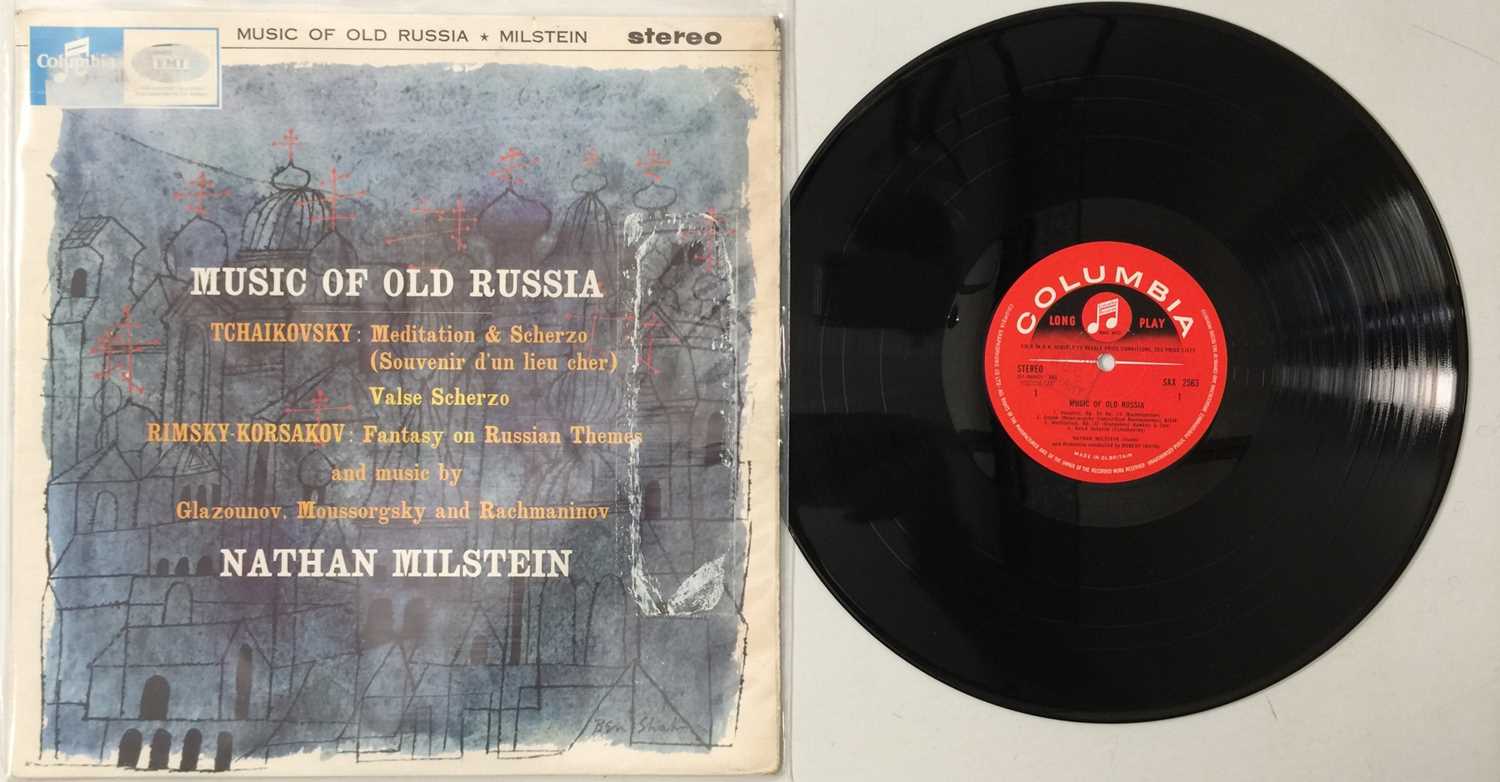 Columbia
EMI
MUSIC OF OLD RUSSIA ★ MILSTEIN
stereo
MUSIC OF OLD RUSSIA
TCHAIKOVSKY: Meditation & Scherzo
(Souvenir d'un lieu cher)
Valse Scherzo
RIMSKY-KORSAKOV: Fantasy on Russian Themes
and music by
Glazounov, Moussorgsky and Rachmaninov
NATHAN MILSTEIN
Ben Shahn
COLUMBIA
LONG PLAY
STEREO
SAX 2563
1
1
MUSIC OF OLD RUSSIA
NATHAN MILSTEIN
MADE IN GT. BRITAIN